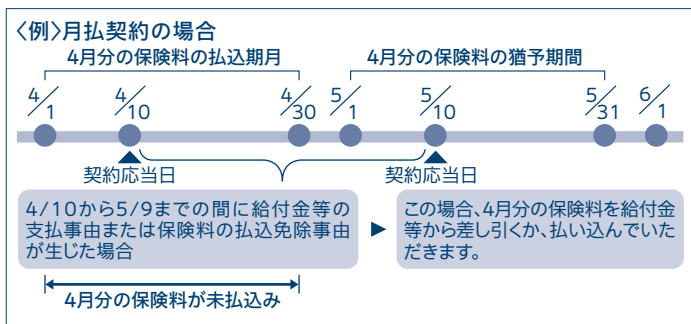 〈例〉月払契約の場合
4月分の保険料の払込期月
4月分の保険料の猶予期間
4/1
4/10
4/30
5/1
5/10
5/31
6/1
契約応当日
契約応当日
4/10から5/9までの間に給付金等の
支払事由または保険料の払込免除事由
が生じた場合
この場合、4月分の保険料を給付金
等から差し引くか、払い込んでいた
だきます。
4月分の保険料が未払込み